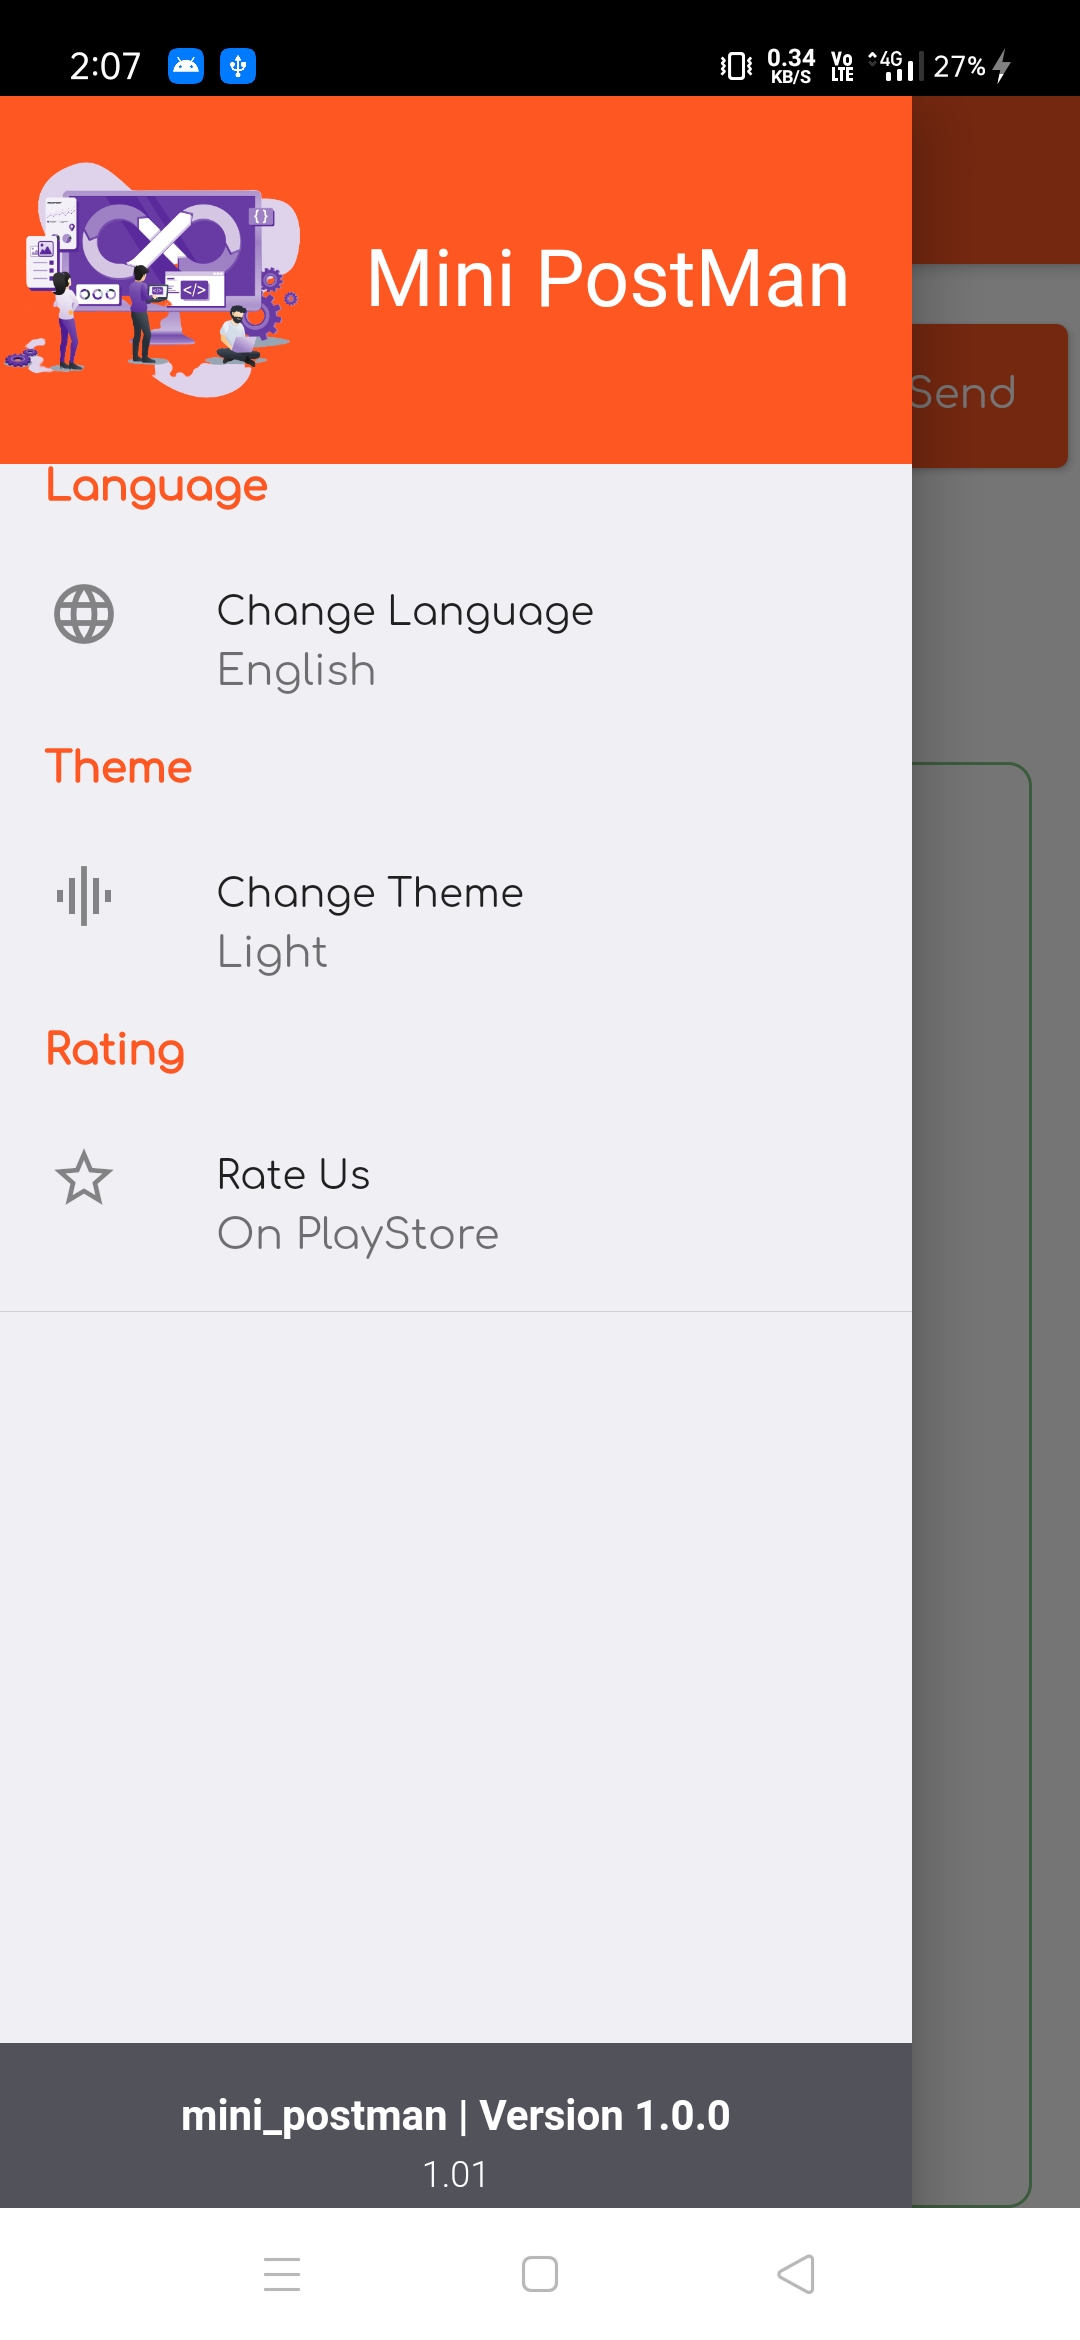 2:07
0.34
KB/S
Vo
LTE
4G
27%
{ }
</>
Mini PostMan
Send
Language
Change Language
English
Theme
Change Theme
Light
Rating
Rate Us
On PlayStore
mini_postman | Version 1.0.0
1.01